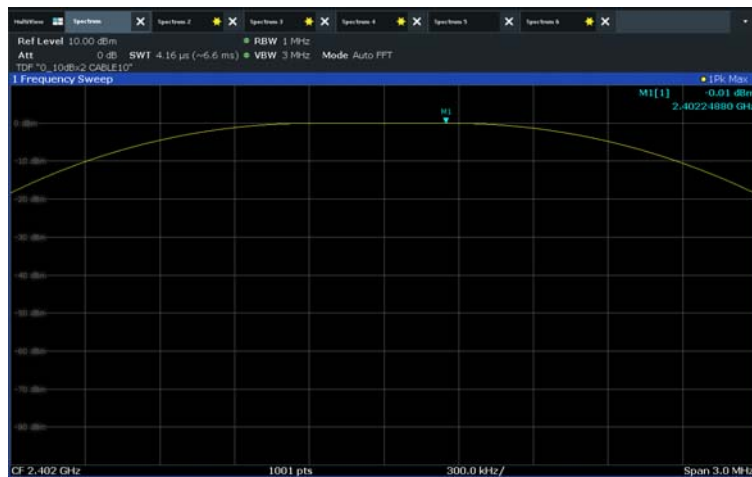 MultiView Spectrum X Spectrum 2 X Spectrum 3 X Spectrum 4 X Spectrum 5 X Spectrum 6 X
Ref Level 10.00 dBm RBW 1 MHz
Att 0 dB SWT 4.16 µs (~6.6 ms) VBW 3 MHz Mode Auto FFT
TDF "0_10dBx2 CABLE10"
1 Frequency Sweep 1Pk Max
M1[1] -0.01 dBm
2.40224880 GHz
M1
0 dBm
-10 dBm
-20 dBm
-30 dBm
-40 dBm
-50 dBm
-60 dBm
-70 dBm
-80 dBm
CF 2.402 GHz 1001 pts 300.0 kHz/ Span 3.0 MHz